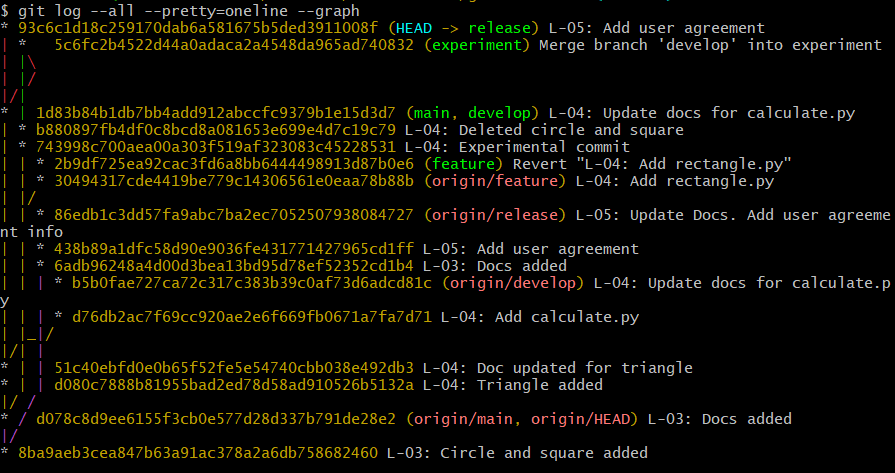 $ git log --all --pretty=oneline --graph
* 93c6c1d18c259170dab6a581675b5ded3911008f (HEAD -> release) L-05: Add user agreement
| *   5c6fc2b4522d44a0adaca2a4548da965ad740832 (experiment) Merge branch 'develop' into experiment
| |\
| |/
|/|
* | 1d83b84b1db7bb4add912abccfc9379b1e15d3d7 (main, develop) L-04: Update docs for calculate.py
| * b880897fb4df0c8bcd8a081653e699e4d7c19c79 L-04: Deleted circle and square
| * 743998c700aea00a303f519af323083c45228531 L-04: Experimental commit
| | * 2b9df725ea92cac3fd6a8bb6444498913d87b0e6 (feature) Revert "L-04: Add rectangle.py"
| | * 30494317cde4419be779c14306561e0eaa78b88b (origin/feature) L-04: Add rectangle.py
| |/
| | * 86edb1c3dd57fa9abc7ba2ec7052507938084727 (origin/release) L-05: Update Docs. Add user agreeme
nt info
| | * 438b89a1dfc58d90e9036fe431771427965cd1ff L-05: Add user agreement
| | * 6adb96248a4d00d3bea13bd95d78ef52352cd1b4 L-03: Docs added
| | | * b5b0fae727ca72c317c383b39c0af73d6adcd81c (origin/develop) L-04: Update docs for calculate.p
y
| | | * d76db2ac7f69cc920ae2e6f669fb0671a7fa7d71 L-04: Add calculate.py
| |_|/
|/| |
* | | 51c40ebfd0e0b65f52fe5e54740cbb038e492db3 L-04: Doc updated for triangle
* | | d080c7888b81955bad2ed78d58ad910526b5132a L-04: Triangle added
|/ /
* / d078c8d9ee6155f3cb0e577d28d337b791de28e2 (origin/main, origin/HEAD) L-03: Docs added
|/
* 8ba9aeb3cea847b63a91ac378a2a6db758682460 L-03: Circle and square added